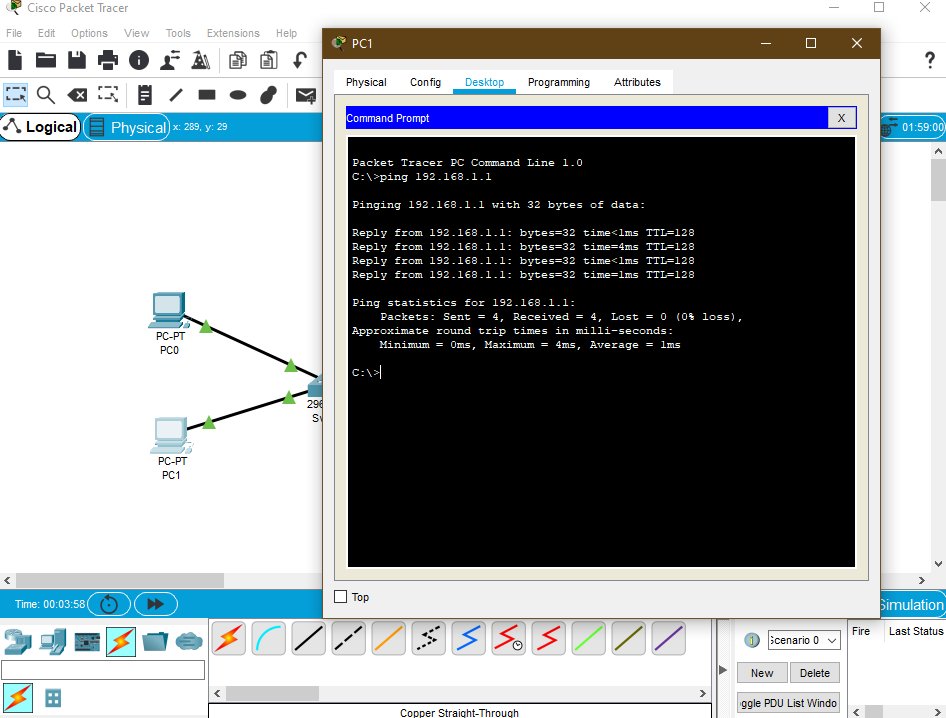 Cisco Packet Tracer
File Edit Options View Tools Extensions Help
Logical Physical x: 289, y: 29
01:59:00
PC1
Physical Config Desktop Programming Attributes
Command Prompt
X
Packet Tracer PC Command Line 1.0
C:\>ping 192.168.1.1
Pinging 192.168.1.1 with 32 bytes of data:
Reply from 192.168.1.1: bytes=32 time<1ms TTL=128
Reply from 192.168.1.1: bytes=32 time=4ms TTL=128
Reply from 192.168.1.1: bytes=32 time<1ms TTL=128
Reply from 192.168.1.1: bytes=32 time=1ms TTL=128
Ping statistics for 192.168.1.1:
Packets: Sent = 4, Received = 4, Lost = 0 (0% loss),
Approximate round trip times in milli-seconds:
Minimum = 0ms, Maximum = 4ms, Average = 1ms
C:\>
Top
PC-PT
PC0
296
Sw
PC-PT
PC1
Time: 00:03:58
Simulation
Scenario 0
Fire Last Status
New Delete
ggle PDU List Windo
Copper Straight-Through